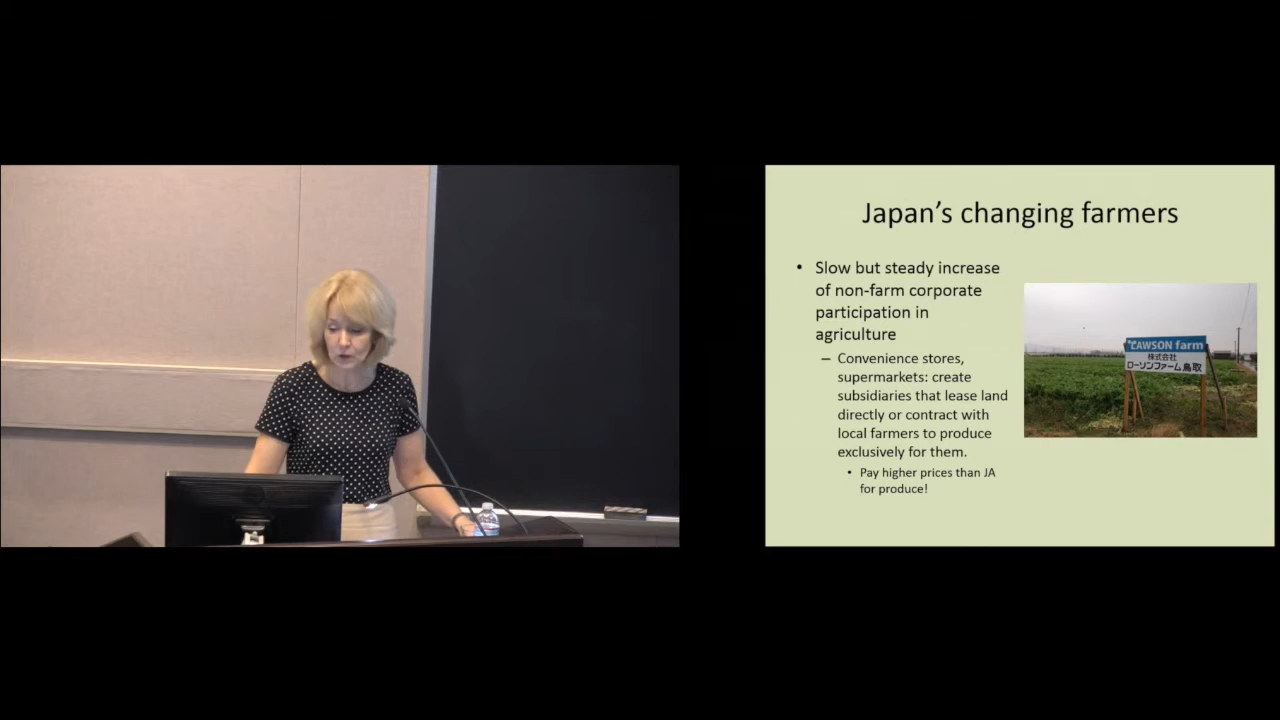 Japan's changing farmers
• Slow but steady increase
of non-farm corporate
participation in
agriculture
– Convenience stores,
supermarkets: create
subsidiaries that lease land
directly or contract with
local farmers to produce
exclusively for them.
• Pay higher prices than JA
for produce!
LAWSON farm
株式会社
ローソンファーム鳥取